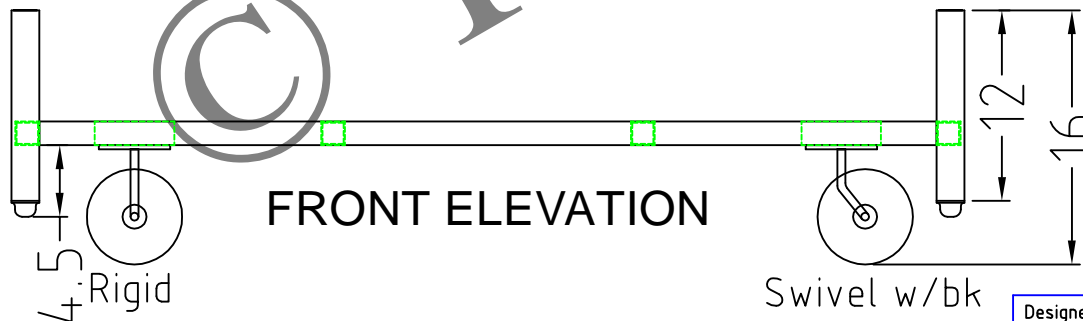 ©
12
16
FRONT ELEVATION
4.5
Rigid
Swivel w/bk
Designe